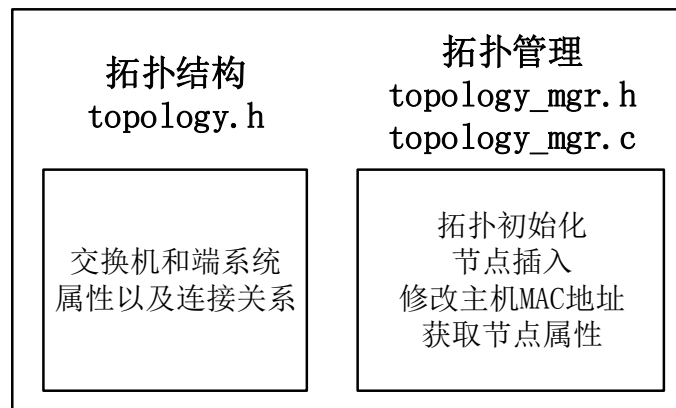 拓扑结构
topology.h
交换机和端系统
属性以及连接关系
拓扑管理
topology_mgr.h
topology_mgr.c
拓扑初始化
节点插入
修改主机MAC地址
获取节点属性